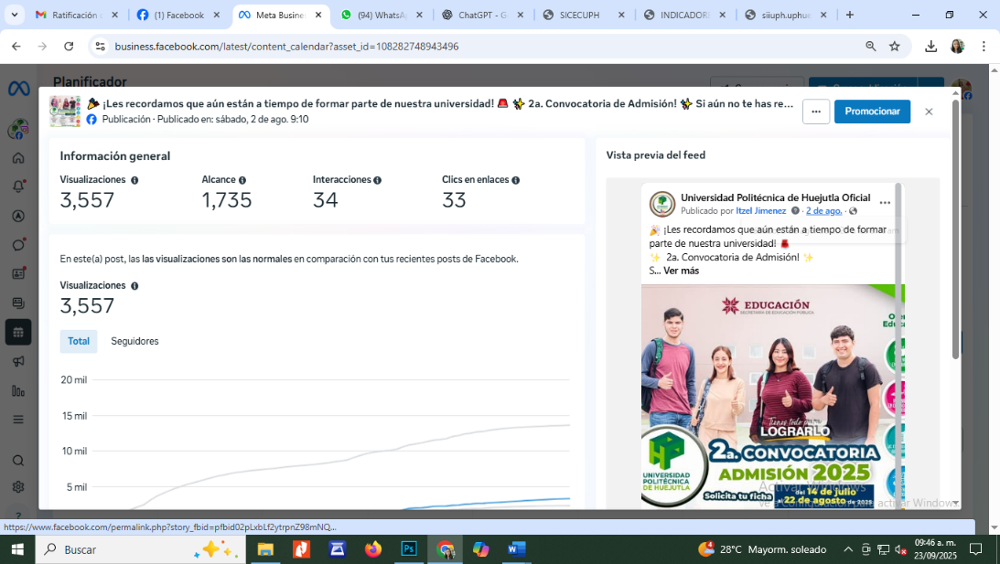 Ratificación
(1) Facebook
Meta Busine
(94) WhatsA
ChatGPT - G
SICECUPH
INDICADOR
siiuph.uphue
business.facebook.com/latest/content_calendar?asset_id=108282748943496
Planificador
¡Les recordamos que aún están a tiempo de formar parte de nuestra universidad! 🚨 ✨ 2a. Convocatoria de Admisión! ✨ Si aún no te has re...
Publicación · Publicado en: sábado, 2 de ago. 9:10
Promocionar
Información general
Visualizaciones
Alcance
Interacciones
Clics en enlaces
3,557
1,735
34
33
En este(a) post, las las visualizaciones son las normales en comparación con tus recientes posts de Facebook.
Visualizaciones
3,557
Total
Seguidores
20 mil
15 mil
10 mil
5 mil
Vista previa del feed
Universidad Politécnica de Huejutla Oficial
Publicado por Itzel Jimenez · 2 de ago. ·
🎉 ¡Les recordamos que aún están a tiempo de formar
parte de nuestra universidad! 🚨
✨ 2a. Convocatoria de Admisión! ✨
S... Ver más
EDUCACIÓN
SECRETARÍA DE EDUCACIÓN PÚBLICA
Tienes todo para
LOGRARLO
2a. CONVOCATORIA
ADMISIÓN 2025
UNIVERSIDAD
POLITÉCNICA
DE HUEJUTLA
Solicita tu ficha
del 14 de julio
al 22 de agosto de 2025
Activar Windows
Ve a Configuración para activar Windows.
https://www.facebook.com/permalink.php?story_fbid=pfbid02pLxbLf2ytrpnZ98mNQ...
Buscar
28°C Mayorm. soleado
09:46 a. m.
23/09/2025